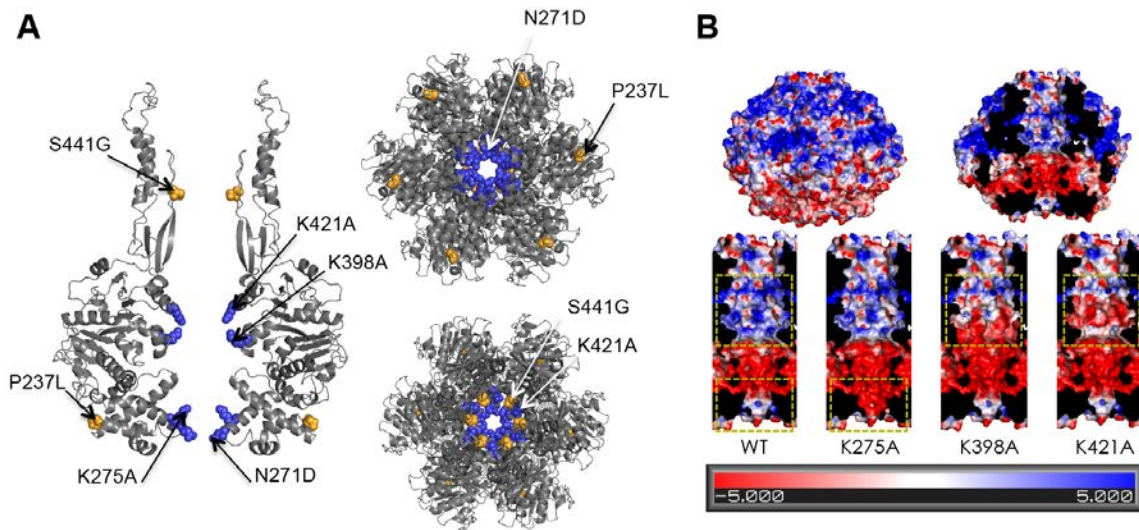 A
B
N271D
P237L
S441G
K421A
K398A
S441G
K421A
P237L
K275A
N271D
WT
K275A
K398A
K421A
-5.000
5.000